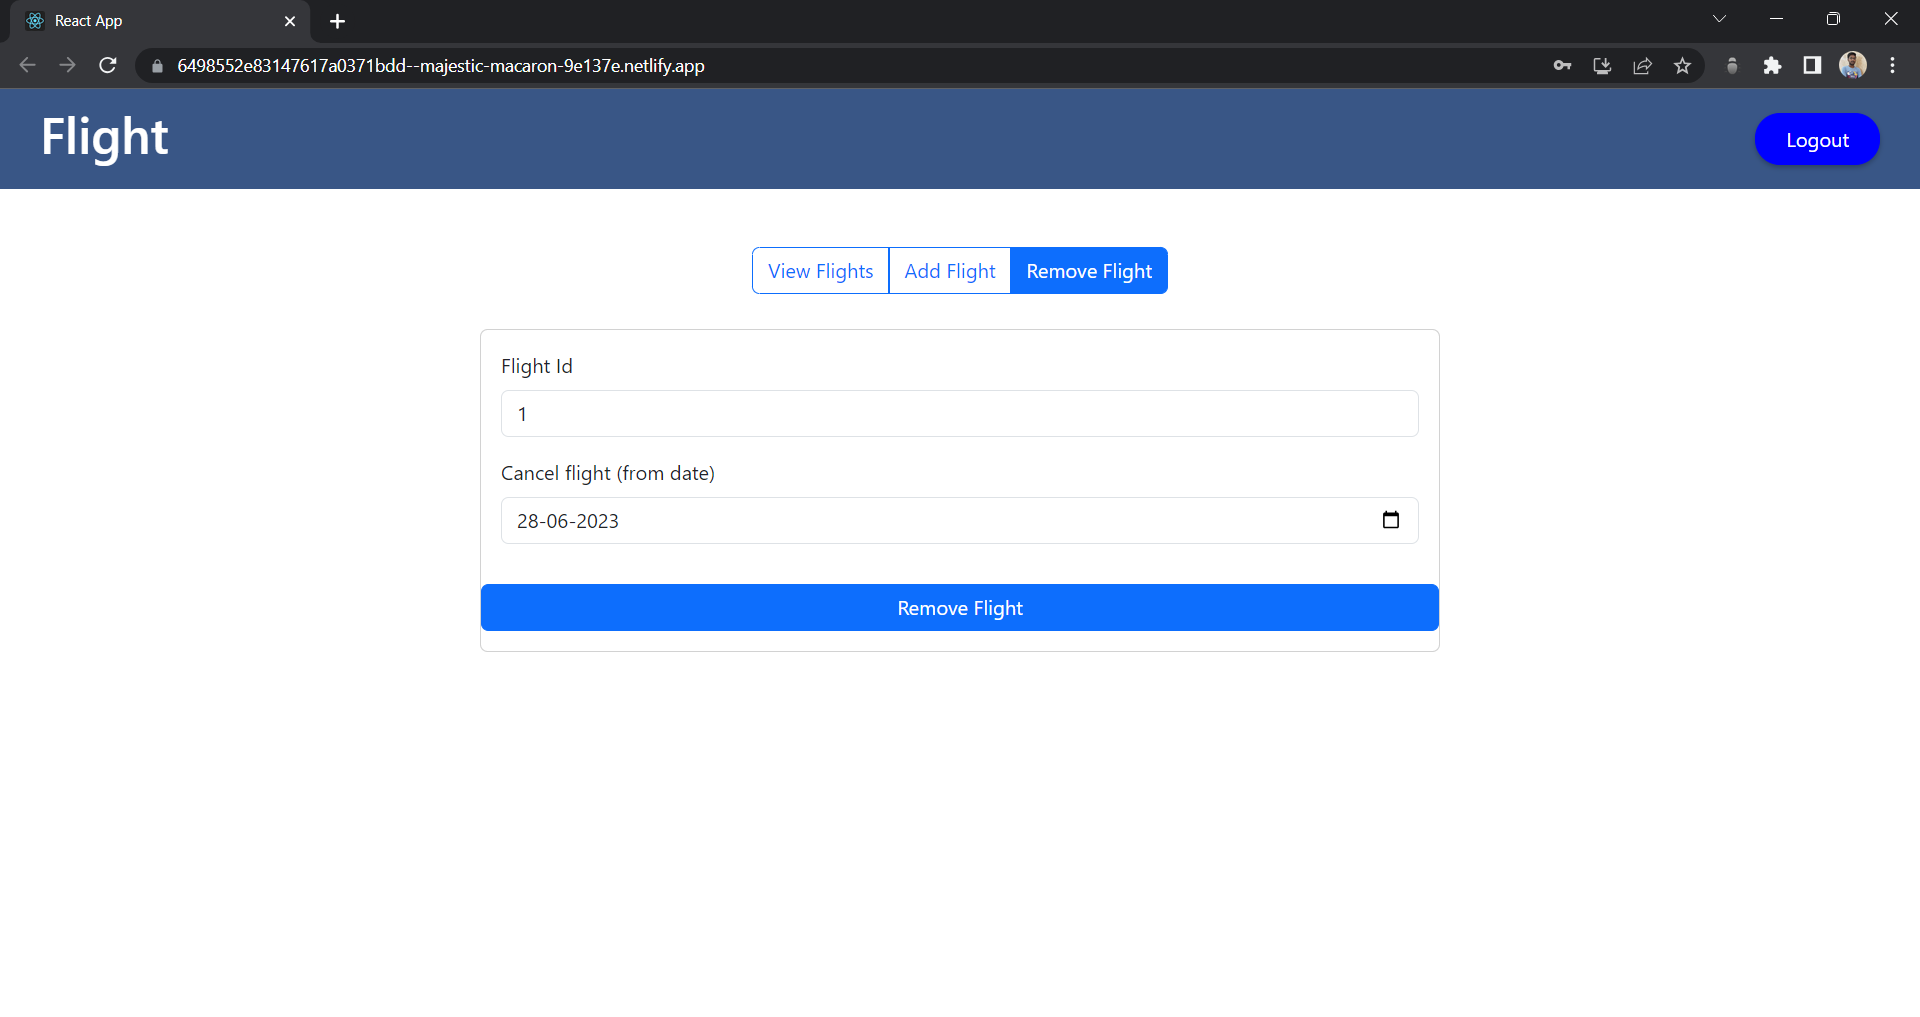 React App
6498552e83147617a0371bdd--majestic-macaron-9e137e.netlify.app
Flight
Logout
View Flights
Add Flight
Remove Flight
Flight Id
1
Cancel flight (from date)
28-06-2023
Remove Flight